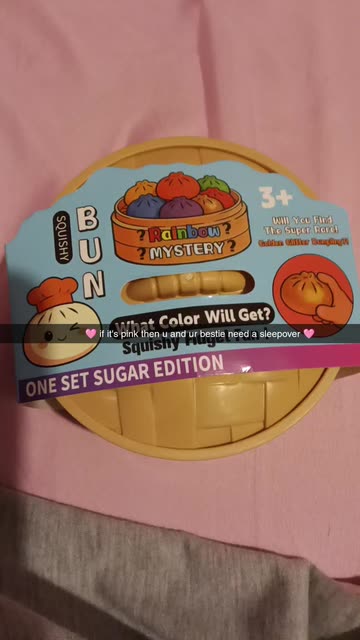 SQUISHY
BUN
? Rainbow ?
? MYSTERY ?
3+
Will You Find
The Super Rare!
Golden Glitter Dumpling?!
What Color Will Get?
🩷 if it's pink then u and ur bestie need a sleepover 🩷
Squishy Fidget
ONE SET SUGAR EDITION